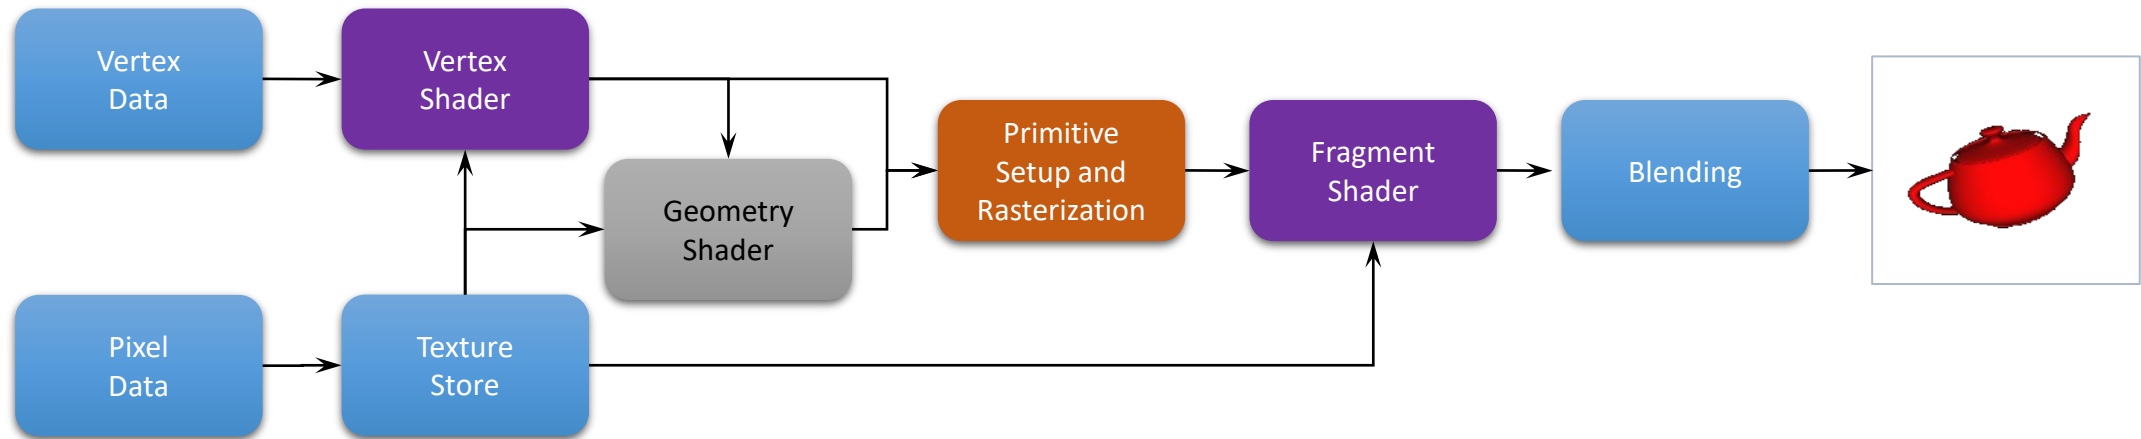 Vertex
Data
Vertex
Shader
Geometry
Shader
Primitive
Setup and
Rasterization
Fragment
Shader
Blending
Pixel
Data
Texture
Store